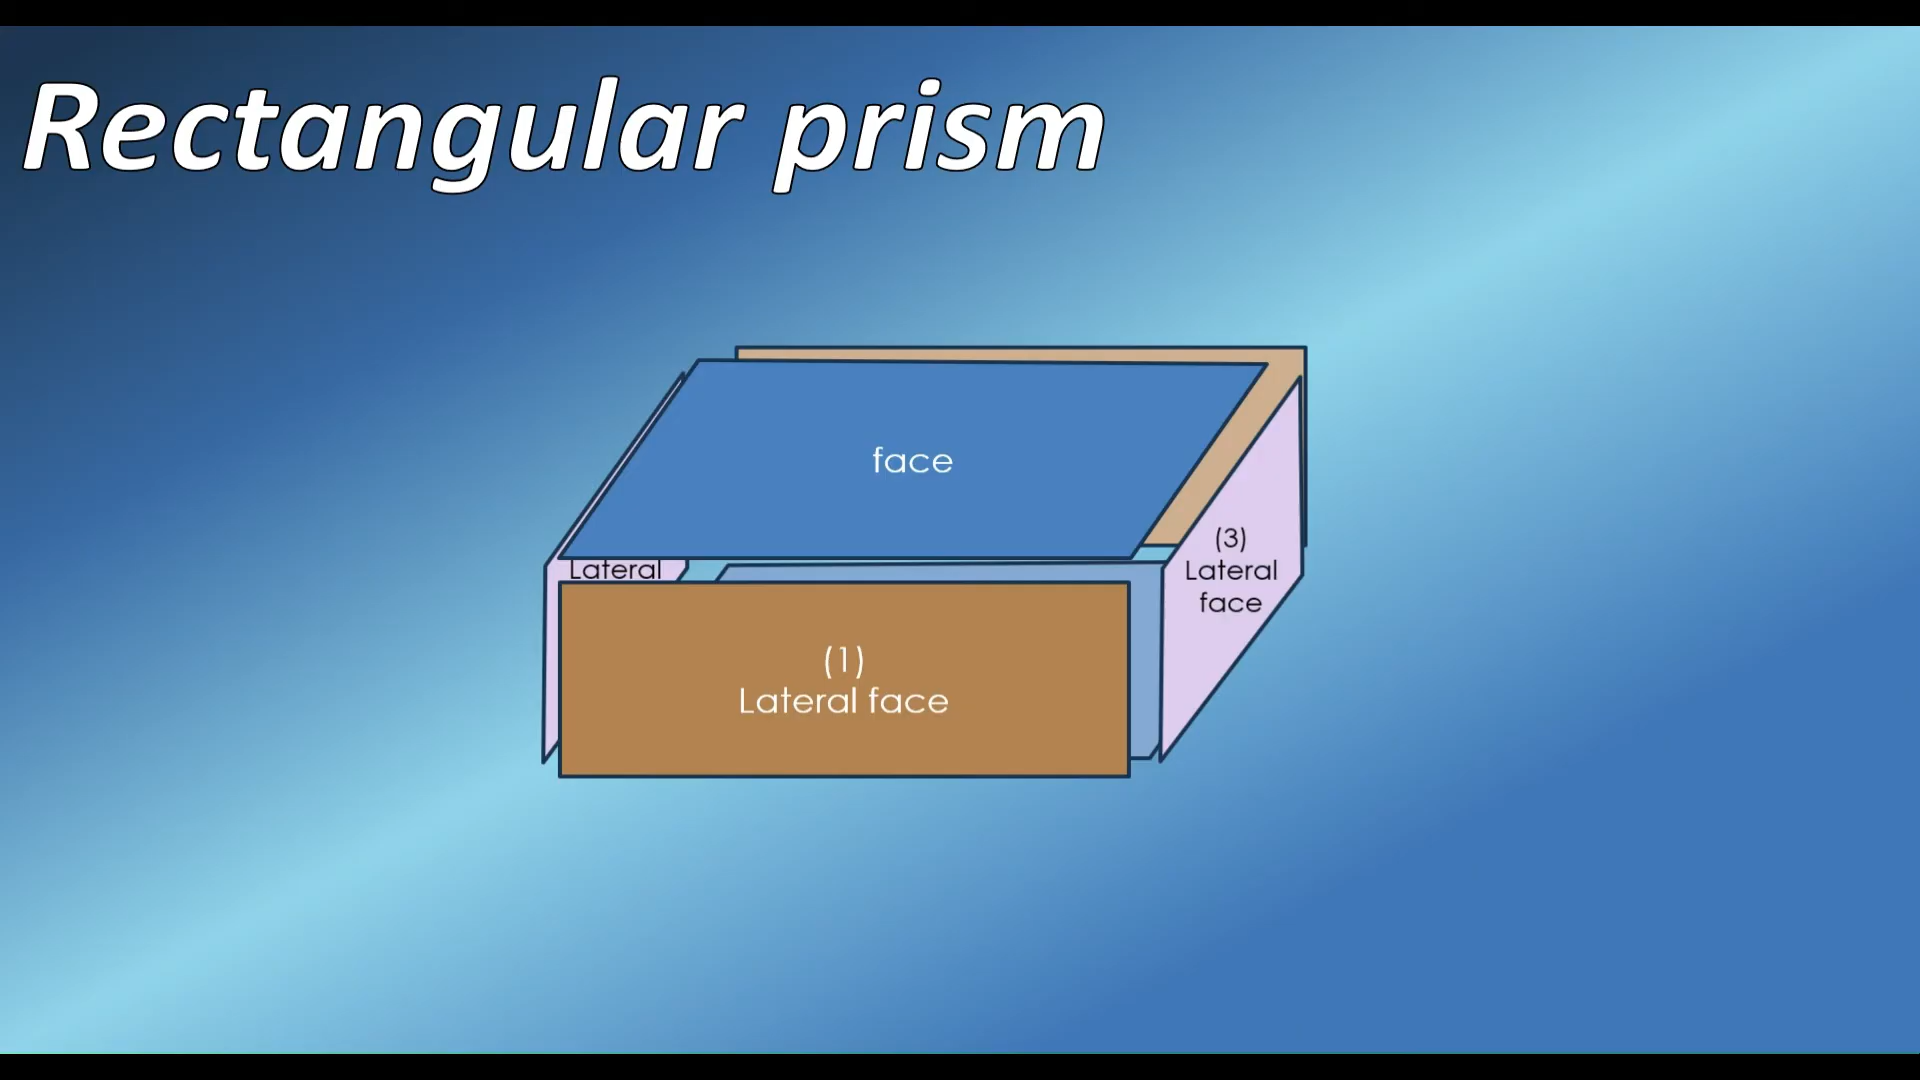 Rectangular prism
face
(3)
Lateral
face
Lateral
(1)
Lateral face